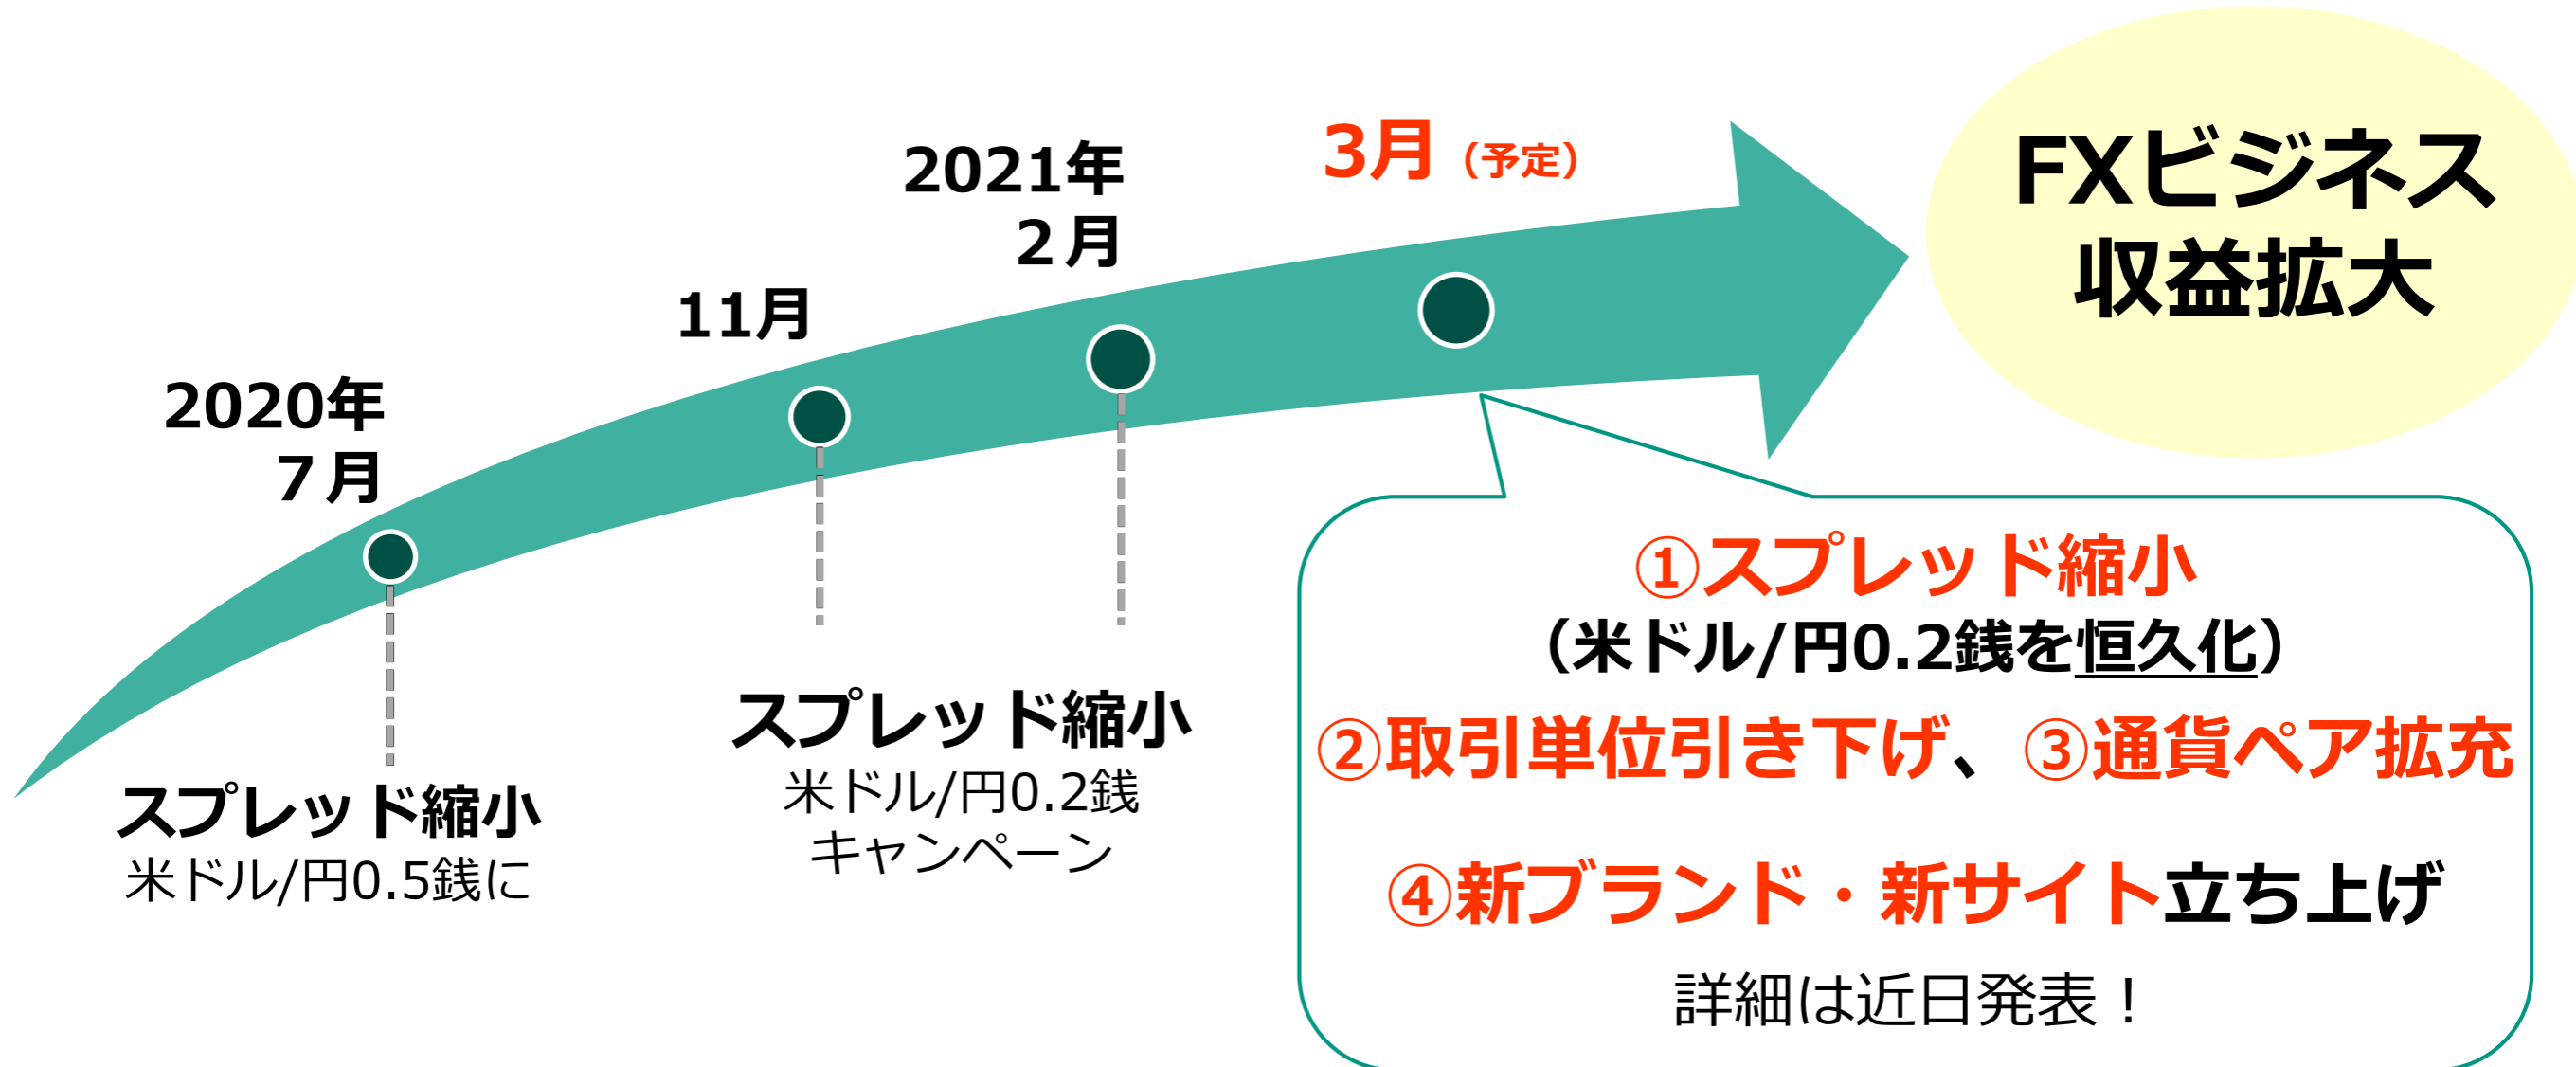 2020年
７月
スプレッド縮小
米ドル/円0.5銭に
11月
2021年
２月
スプレッド縮小
米ドル/円0.2銭
キャンペーン
3月（予定）
①スプレッド縮小
（米ドル/円0.2銭を恒久化）
②取引単位引き下げ、③通貨ペア拡充
④新ブランド・新サイト立ち上げ
詳細は近日発表！
FXビジネス
収益拡大